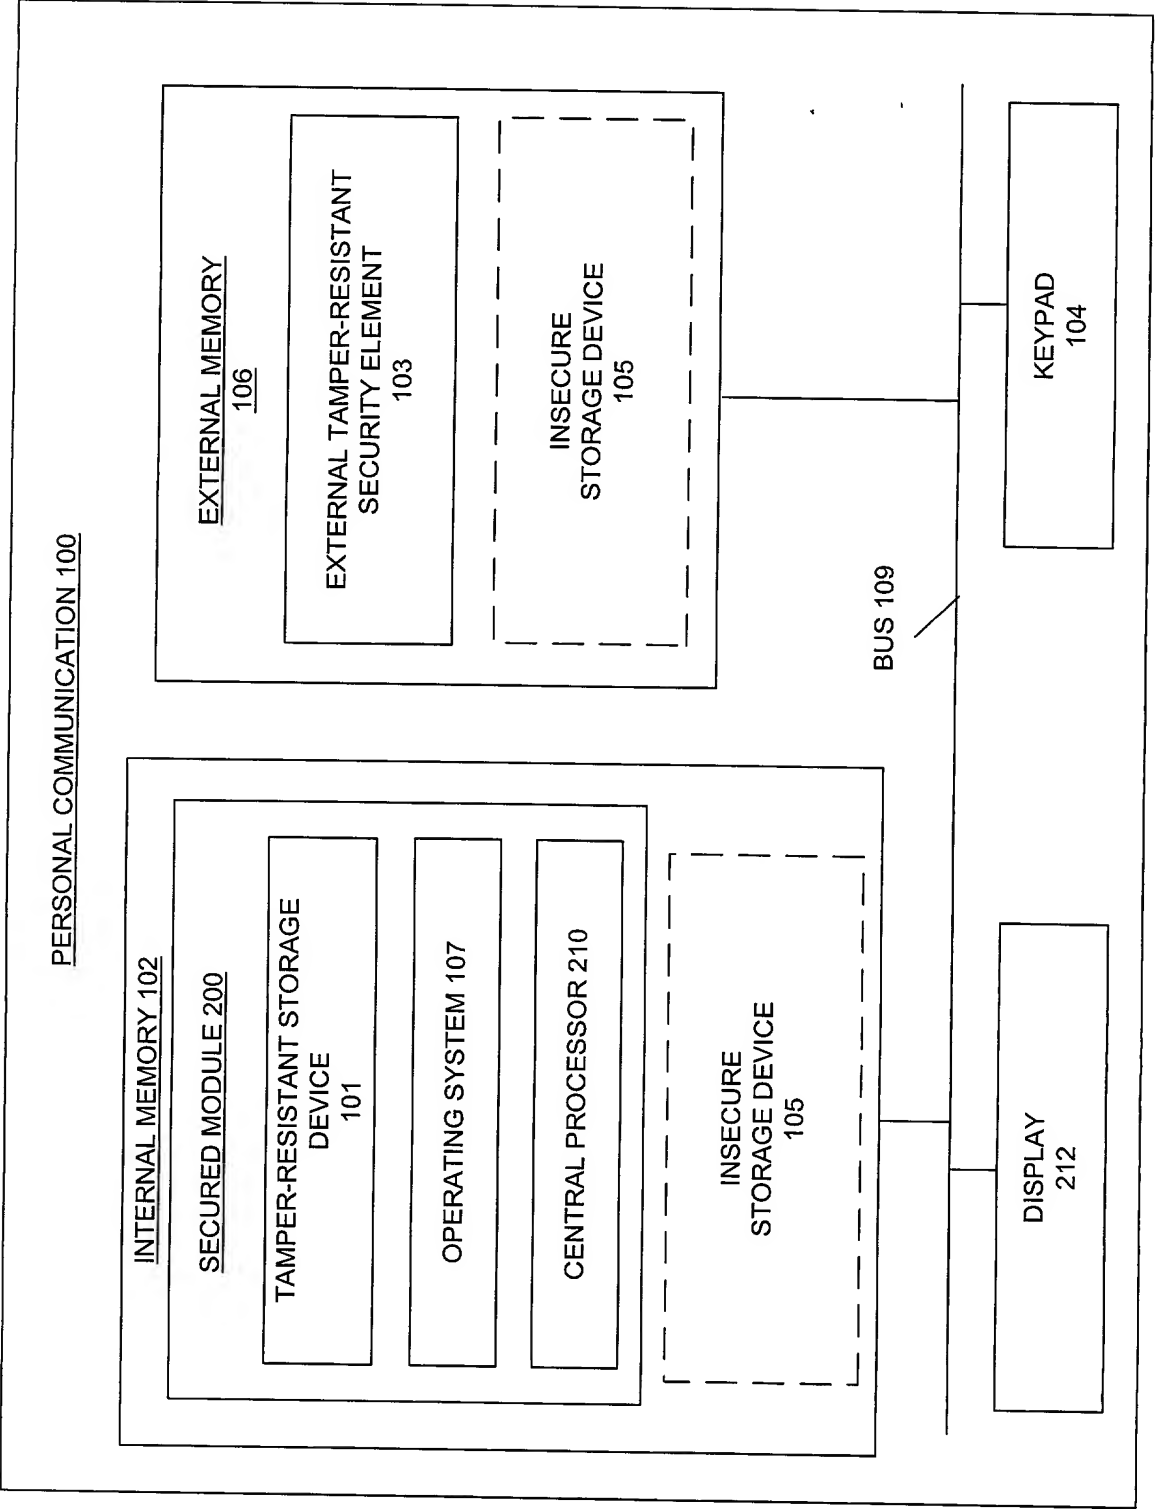 PERSONAL COMMUNICATION 100
INTERNAL MEMORY 102
SECURED MODULE 200
TAMPER-RESISTANT STORAGE
DEVICE
101
OPERATING SYSTEM 107
CENTRAL PROCESSOR 210
INSECURE
STORAGE DEVICE
105
EXTERNAL MEMORY
106
EXTERNAL TAMPER-RESISTANT
SECURITY ELEMENT
103
INSECURE
STORAGE DEVICE
105
BUS 109
DISPLAY
212
KEYPAD
104